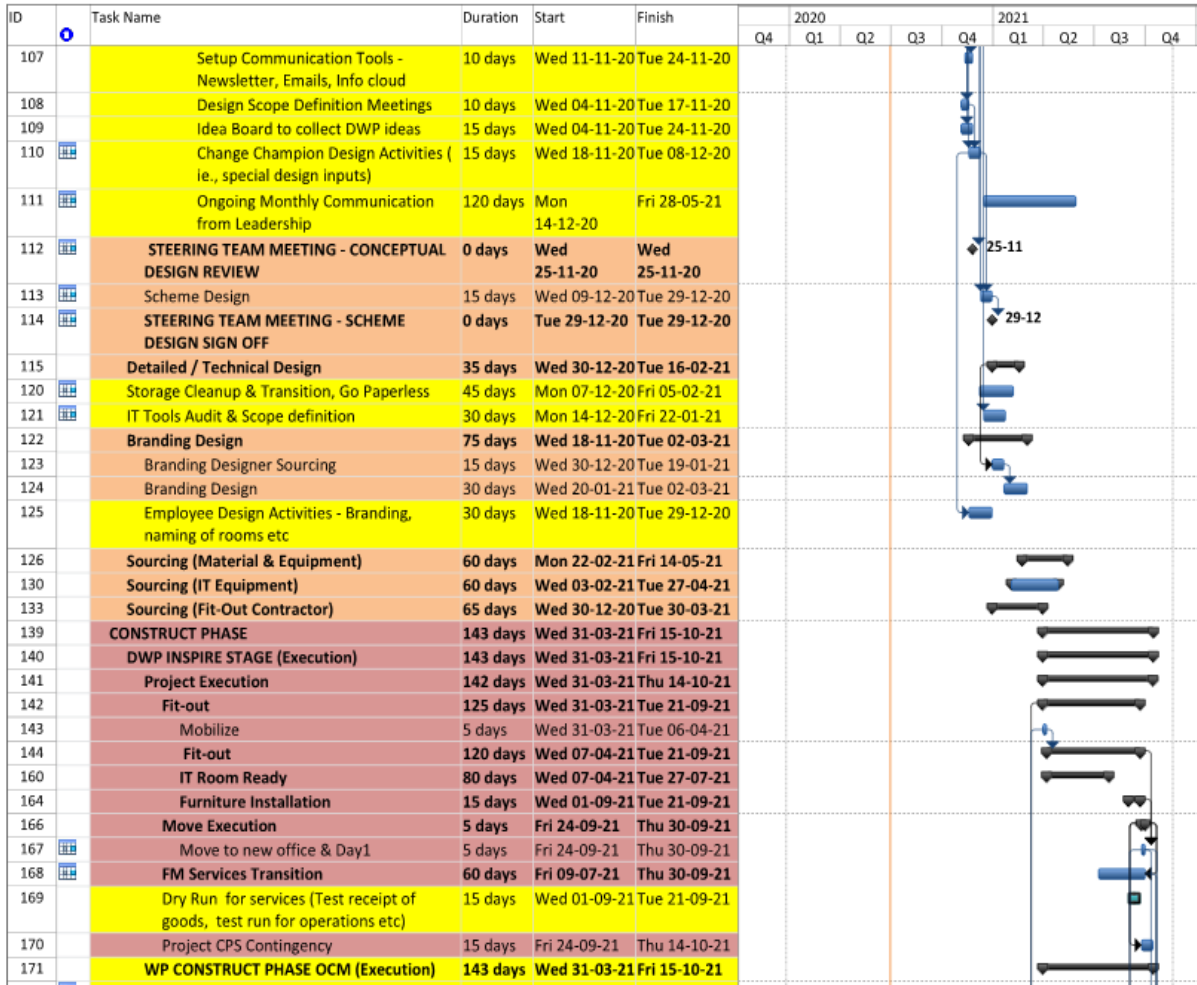 ID Task Name Duration Start Finish 2020 2021
Q4 Q1 Q2 Q3 Q4 Q1 Q2 Q3 Q4
107 Setup Communication Tools - 10 days Wed 11-11-20 Tue 24-11-20
Newsletter, Emails, Info cloud
108 Design Scope Definition Meetings 10 days Wed 04-11-20 Tue 17-11-20
109 Idea Board to collect DWP ideas 15 days Wed 04-11-20 Tue 24-11-20
110 Change Champion Design Activities ( 15 days Wed 18-11-20 Tue 08-12-20
ie., special design inputs)
111 Ongoing Monthly Communication 120 days Mon Fri 28-05-21
from Leadership 14-12-20
112 STEERING TEAM MEETING - CONCEPTUAL 0 days Wed Wed 25-11
DESIGN REVIEW 25-11-20 25-11-20
113 Scheme Design 15 days Wed 09-12-20 Tue 29-12-20
114 STEERING TEAM MEETING - SCHEME 0 days Tue 29-12-20 Tue 29-12-20 29-12
DESIGN SIGN OFF
115 Detailed / Technical Design 35 days Wed 30-12-20 Tue 16-02-21
120 Storage Cleanup & Transition, Go Paperless 45 days Mon 07-12-20 Fri 05-02-21
121 IT Tools Audit & Scope definition 30 days Mon 14-12-20 Fri 22-01-21
122 Branding Design 75 days Wed 18-11-20 Tue 02-03-21
123 Branding Designer Sourcing 15 days Wed 30-12-20 Tue 19-01-21
124 Branding Design 30 days Wed 20-01-21 Tue 02-03-21
125 Employee Design Activities - Branding, 30 days Wed 18-11-20 Tue 29-12-20
naming of rooms etc
126 Sourcing (Material & Equipment) 60 days Mon 22-02-21 Fri 14-05-21
130 Sourcing (IT Equipment) 60 days Wed 03-02-21 Tue 27-04-21
133 Sourcing (Fit-Out Contractor) 65 days Wed 30-12-20 Tue 30-03-21
139 CONSTRUCT PHASE 143 days Wed 31-03-21 Fri 15-10-21
140 DWP INSPIRE STAGE (Execution) 143 days Wed 31-03-21 Fri 15-10-21
141 Project Execution 142 days Wed 31-03-21 Thu 14-10-21
142 Fit-out 125 days Wed 31-03-21 Tue 21-09-21
143 Mobilize 5 days Wed 31-03-21 Tue 06-04-21
144 Fit-out 120 days Wed 07-04-21 Tue 21-09-21
160 IT Room Ready 80 days Wed 07-04-21 Tue 27-07-21
164 Furniture Installation 15 days Wed 01-09-21 Tue 21-09-21
166 Move Execution 5 days Fri 24-09-21 Thu 30-09-21
167 Move to new office & Day1 5 days Fri 24-09-21 Thu 30-09-21
168 FM Services Transition 60 days Fri 09-07-21 Thu 30-09-21
169 Dry Run for services (Test receipt of 15 days Wed 01-09-21 Tue 21-09-21
goods, test run for operations etc)
170 Project CPS Contingency 15 days Fri 24-09-21 Thu 14-10-21
171 WP CONSTRUCT PHASE OCM (Execution) 143 days Wed 31-03-21 Fri 15-10-21